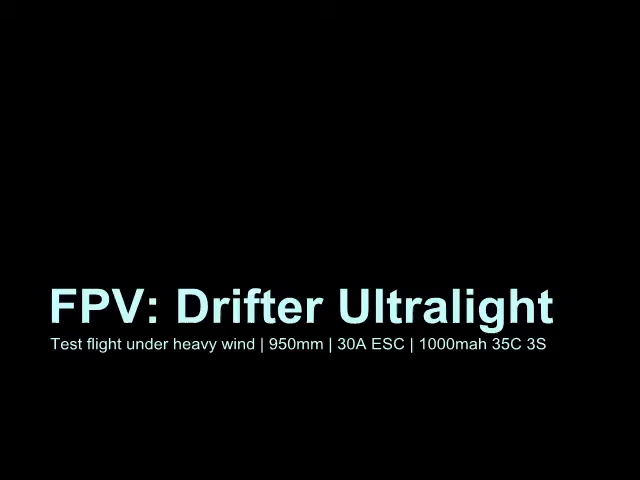 FPV: Drifter Ultralight
Test flight under heavy wind | 950mm | 30A ESC | 1000mah 35C 3S